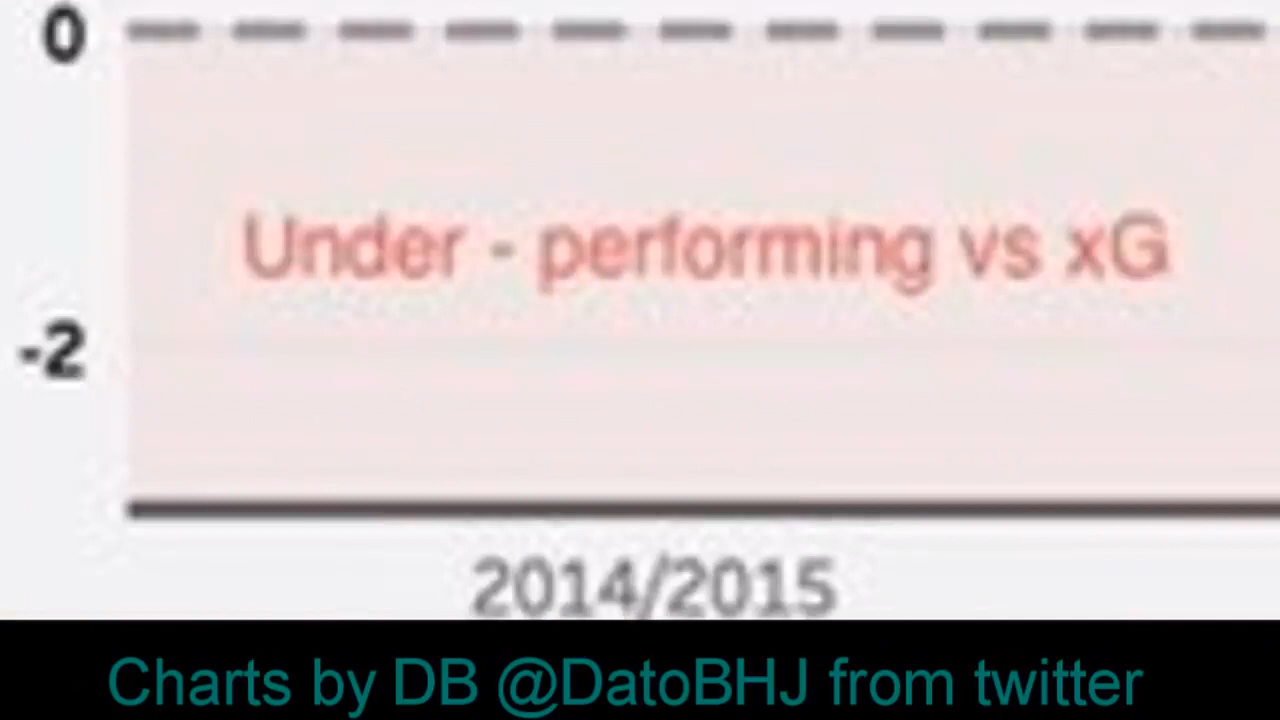 0
Under - performing vs xG
-2
2014/2015
Charts by DB @DatoBHJ from twitter